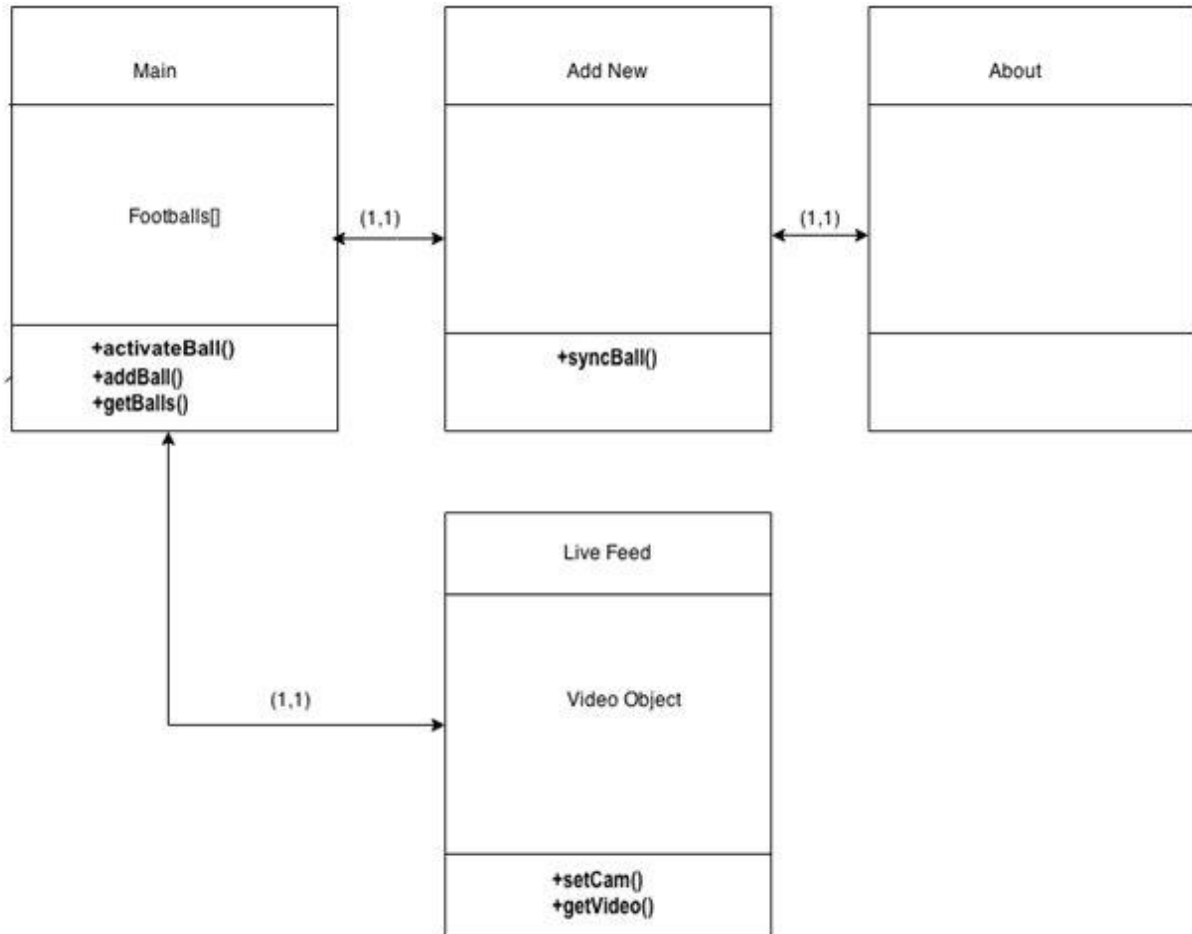 Main
Footballs[]
+activateBall()
+addBall()
+getBalls()
(1,1)
Add New
+syncBall()
(1,1)
About
(1,1)
Live Feed
Video Object
+setCam()
+getVideo()